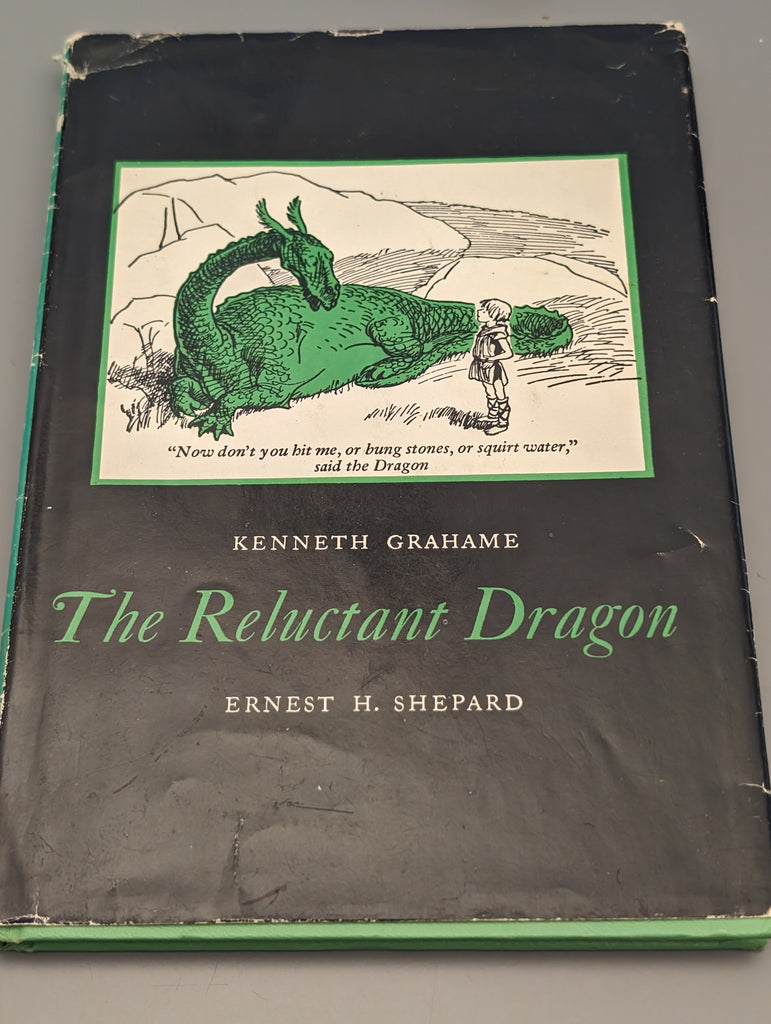 "Now don't you hit me, or bung stones, or squirt water,"
said the Dragon
KENNETH GRAHAME
The Reluctant Dragon
ERNEST H. SHEPARD